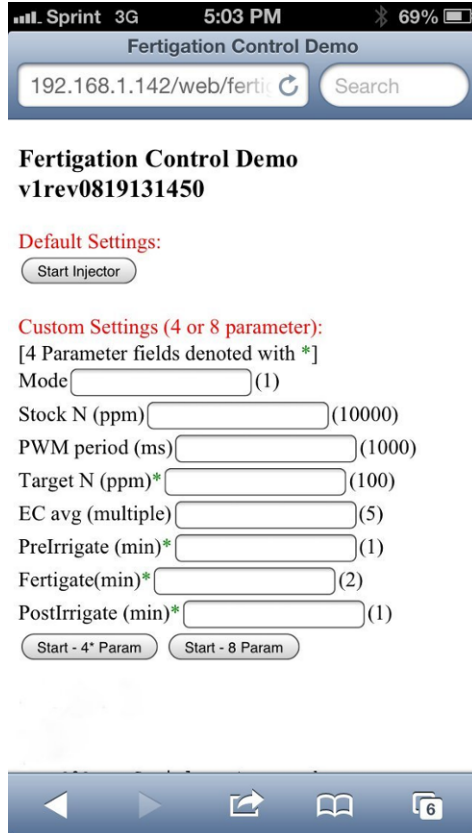 Sprint 3G 5:03 PM 69%
Fertigation Control Demo
192.168.1.142/web/fertig Search
Fertigation Control Demo
v1rev0819131450
Default Settings:
Start Injector
Custom Settings (4 or 8 parameter):
[4 Parameter fields denoted with *]
Mode (1)
Stock N (ppm) (10000)
PWM period (ms) (1000)
Target N (ppm)* (100)
EC avg (multiple) (5)
PreIrrigate (min)* (1)
Fertigate(min)* (2)
PostIrrigate (min)* (1)
Start - 4* Param Start - 8 Param
6